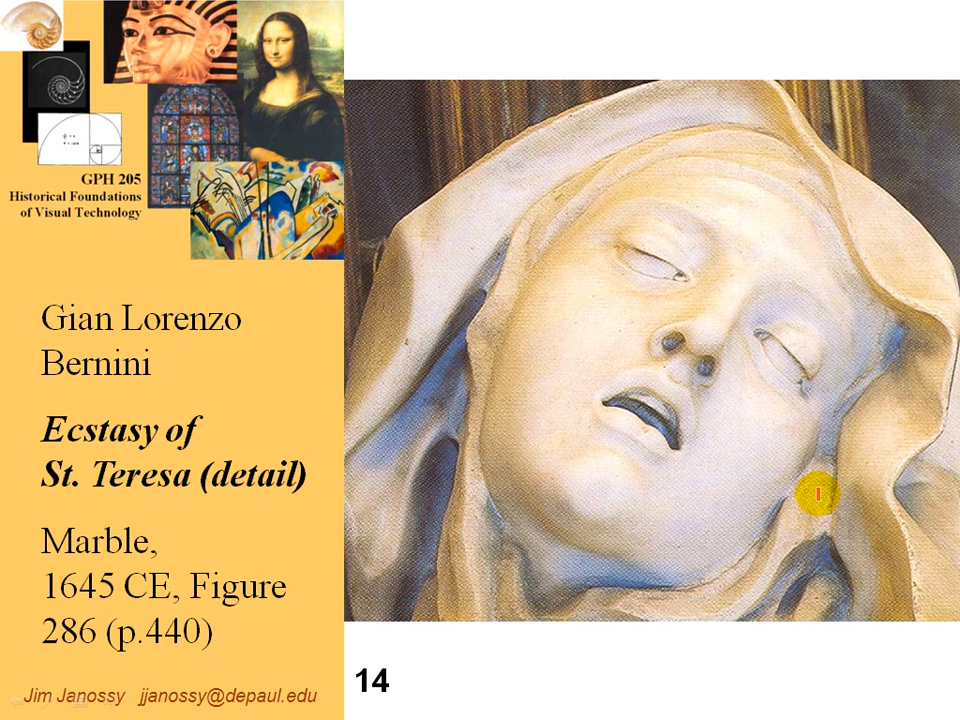 GPH 205
Historical Foundations
of Visual Technology
Gian Lorenzo
Bernini
Ecstasy of
St. Teresa (detail)
Marble,
1645 CE, Figure
286 (p.440)
Jim Janossy jjanossy@depaul.edu
14